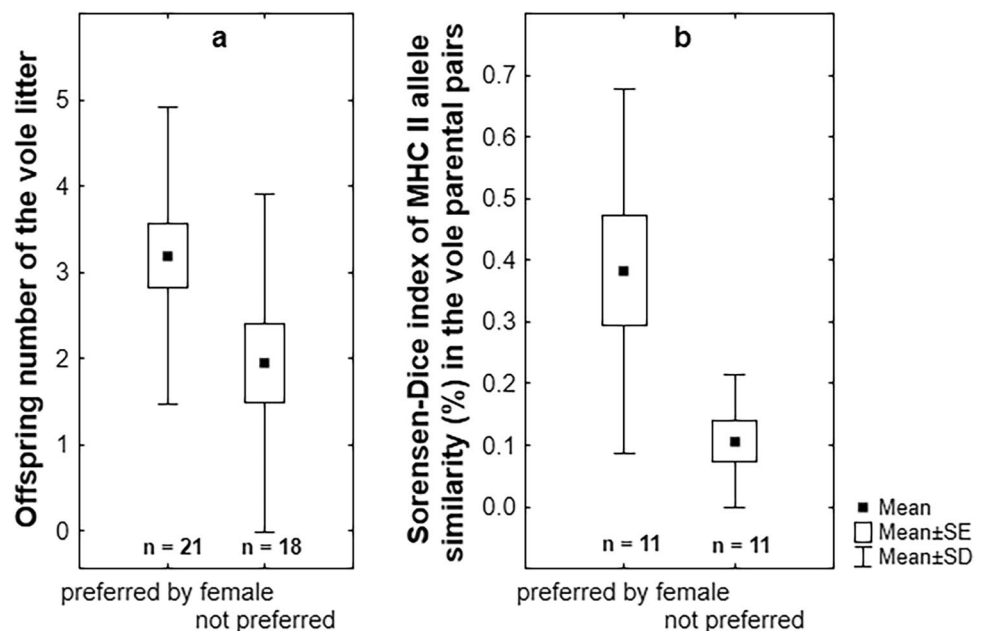 a
Offspring number of the vole litter
5
4
3
2
1
0
n = 21
n = 18
preferred by female
not preferred
b
Sorensen-Dice index of MHC II allele
similarity (%) in the vole parental pairs
0.7
0.6
0.5
0.4
0.3
0.2
0.1
0.0
n = 11
n = 11
preferred by female
not preferred
Mean
Mean±SE
Mean±SD